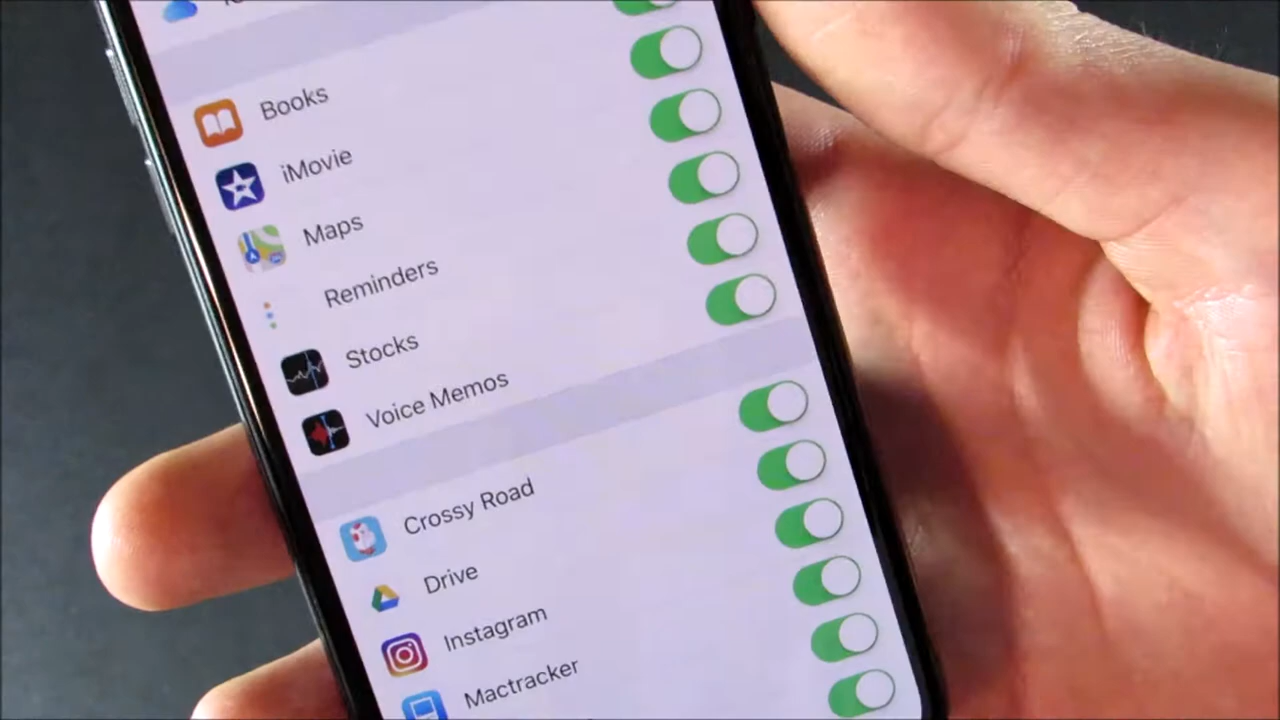 Books
iMovie
Maps
Reminders
Stocks
Voice Memos
Crossy Road
Drive
Instagram
Mactracker